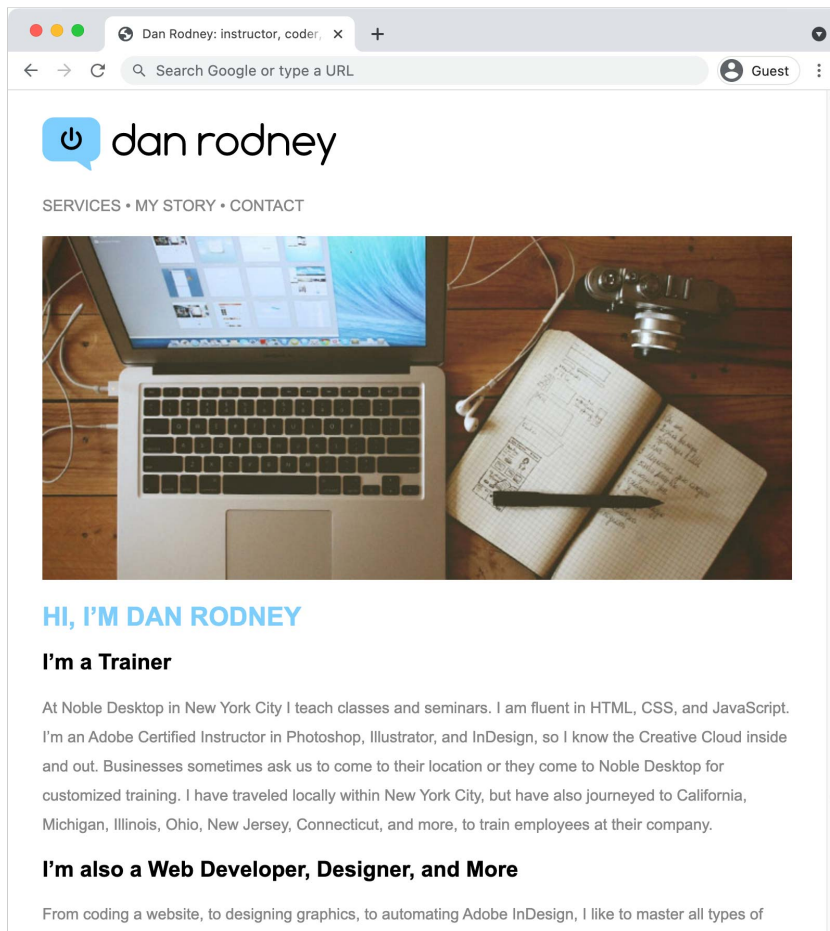 Dan Rodney: instructor, coder,
Search Google or type a URL
Guest
dan rodney
SERVICES • MY STORY • CONTACT
HI, I’M DAN RODNEY
I’m a Trainer
At Noble Desktop in New York City I teach classes and seminars. I am fluent in HTML, CSS, and JavaScript.
I’m an Adobe Certified Instructor in Photoshop, Illustrator, and InDesign, so I know the Creative Cloud inside
and out. Businesses sometimes ask us to come to their location or they come to Noble Desktop for
customized training. I have traveled locally within New York City, but have also journeyed to California,
Michigan, Illinois, Ohio, New Jersey, Connecticut, and more, to train employees at their company.
I’m also a Web Developer, Designer, and More
From coding a website, to designing graphics, to automating Adobe InDesign, I like to master all types of